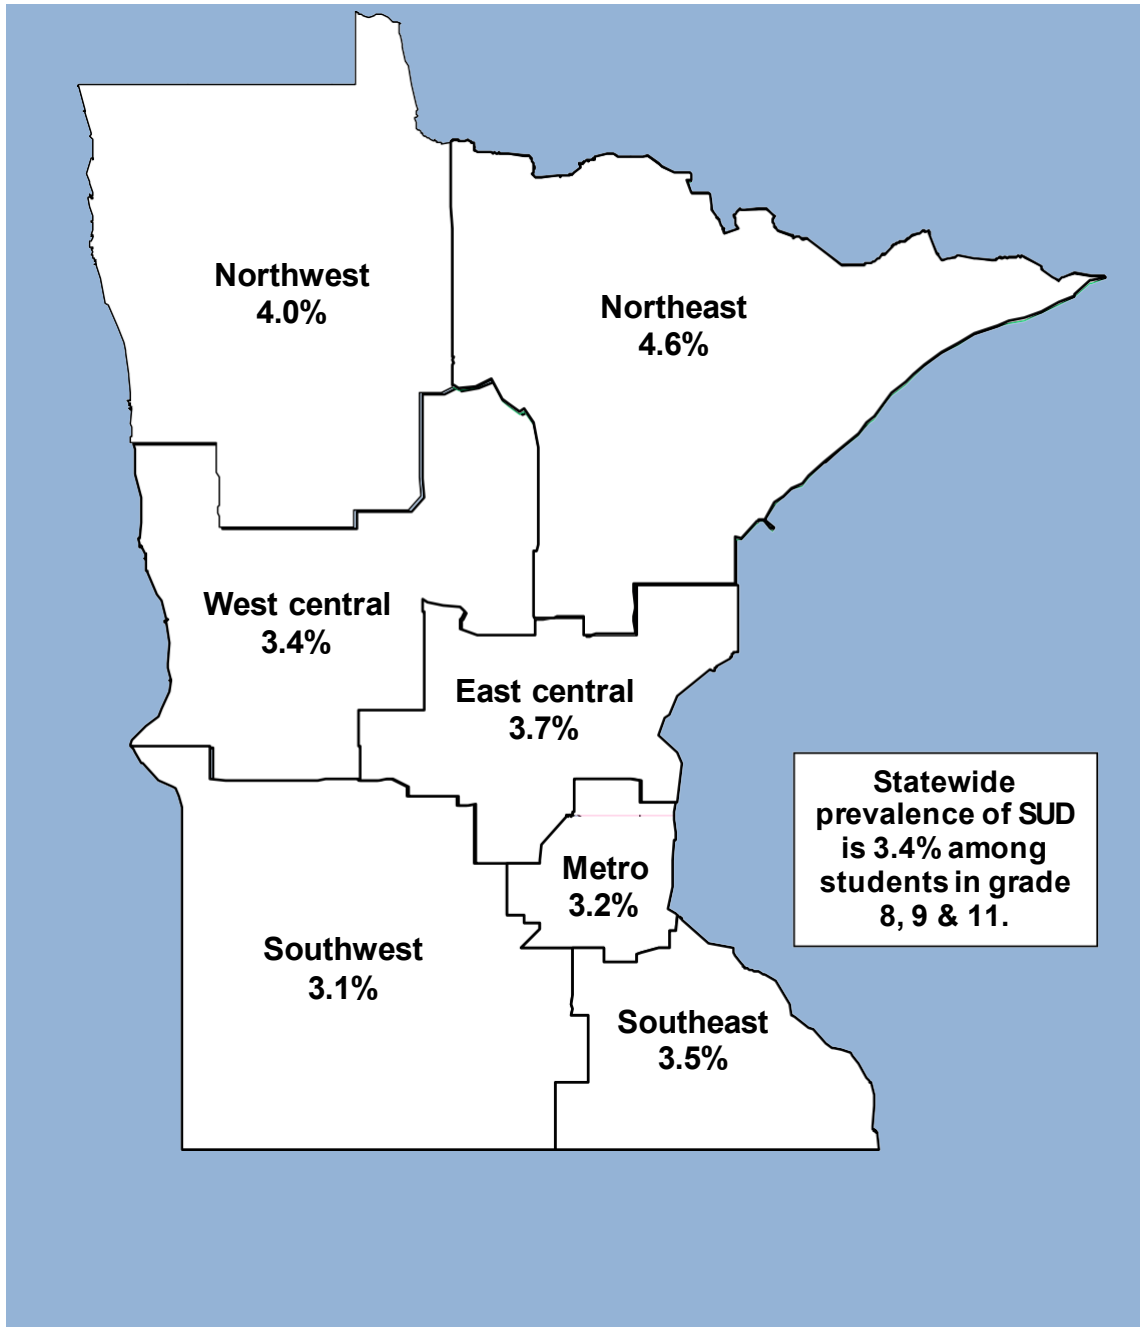 Northwest
4.0%
Northeast
4.6%
West central
3.4%
East central
3.7%
Statewide
prevalence of SUD
is 3.4% among
students in grade
8, 9 & 11.
Metro
3.2%
Southwest
3.1%
Southeast
3.5%